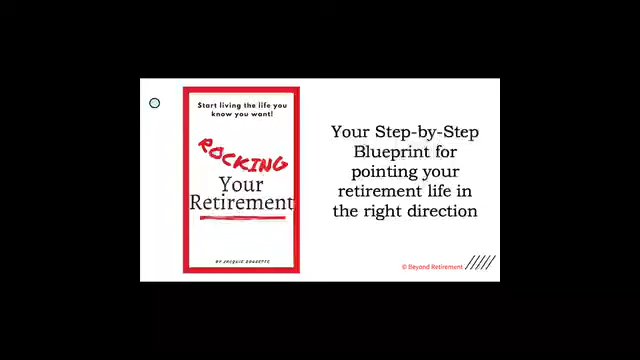 Start living the life you
know you want!
ROCKING
Your
Retirement
Your Step-by-Step
Blueprint for
pointing your
retirement life in
the right direction
© Beyond Retirement